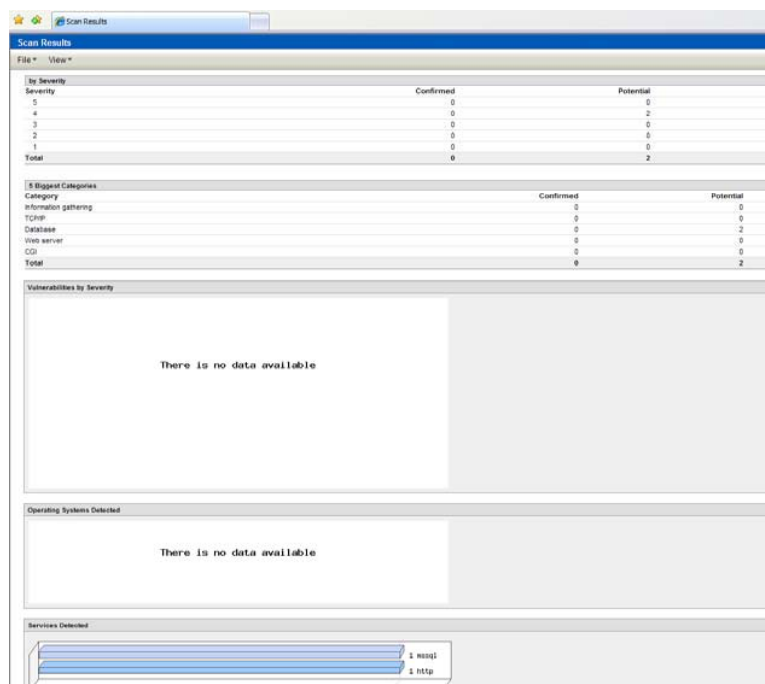 Scan Results
Scan Results
File View
by Severity
Severity Confirmed Potential
5 0 0
4 0 2
3 0 0
2 0 0
1 0 0
Total 0 2
5 Biggest Categories
Category Confirmed Potential
Information gathering 0 0
TCP/IP 0 0
Database 0 2
Web server 0 0
CGI 0 0
Total 0 2
Vulnerabilities by Severity
There is no data available
Operating Systems Detected
There is no data available
Services Detected
1 mssql
1 http